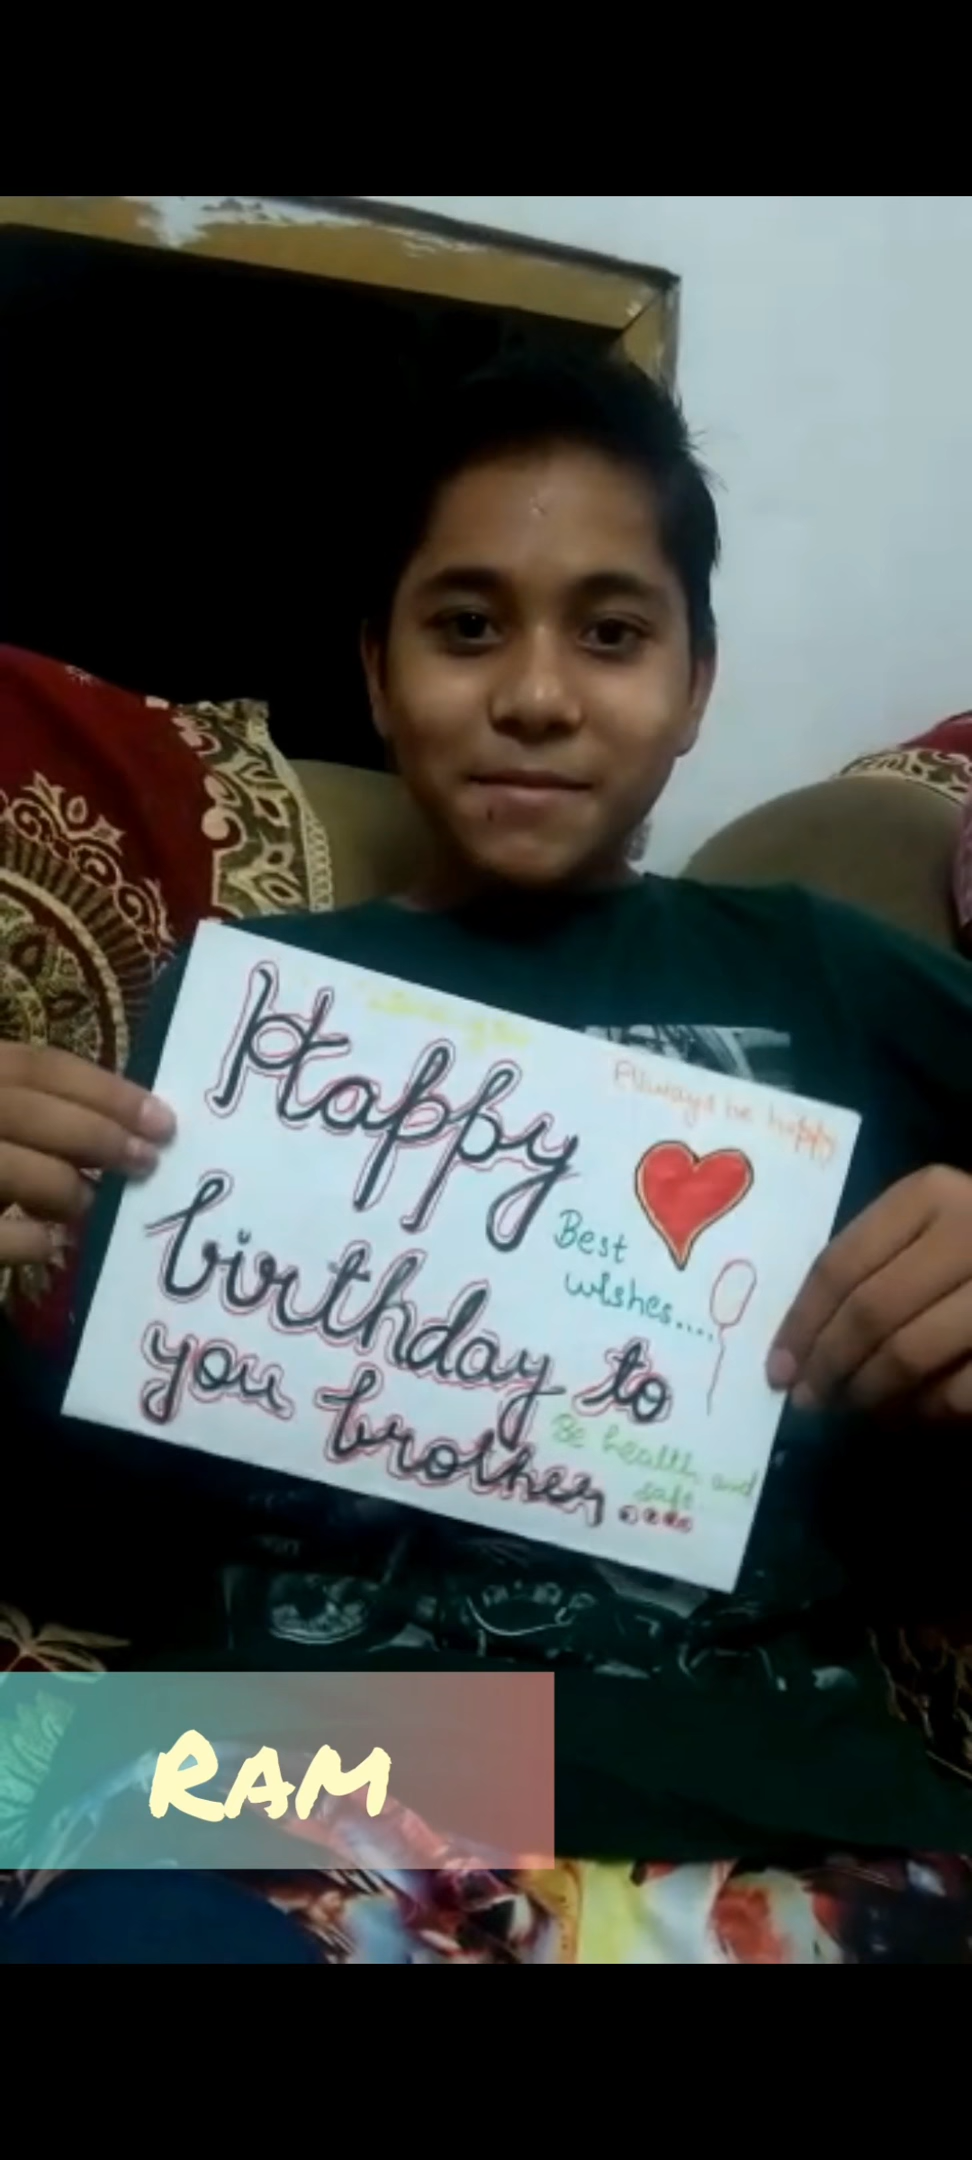 Always be happy
Happy
Best
wishes....
birthday to
you brother....
Be health and
safe
RAM